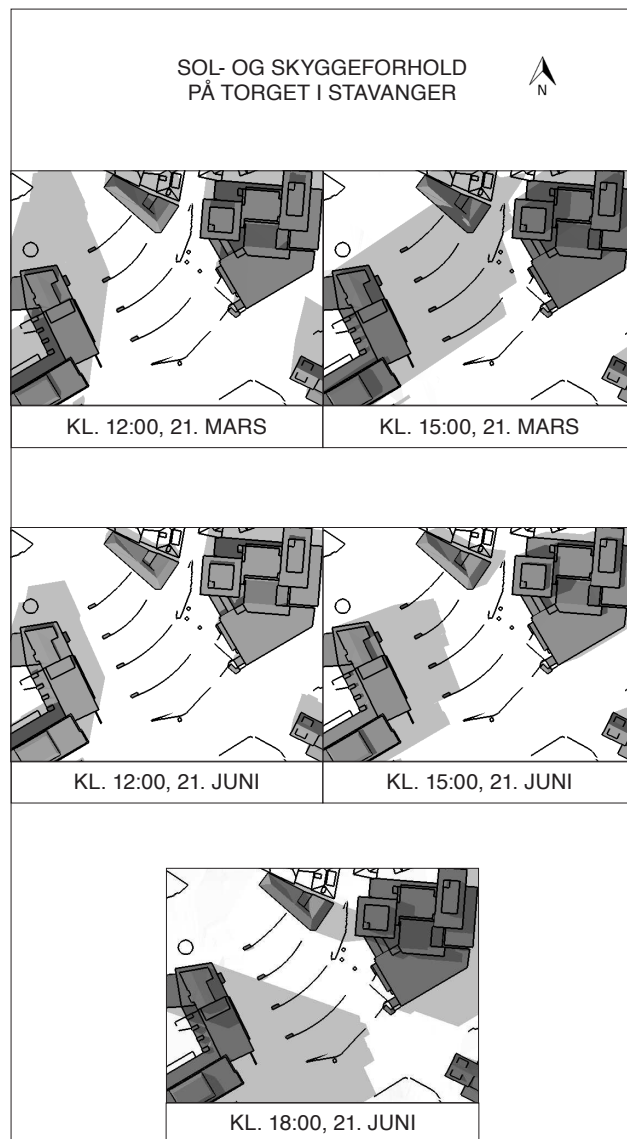 SOL- OG SKYGGEFORHOLD
PÅ TORGET I STAVANGER
N
KL. 12:00, 21. MARS
KL. 15:00, 21. MARS
KL. 12:00, 21. JUNI
KL. 15:00, 21. JUNI
KL. 18:00, 21. JUNI